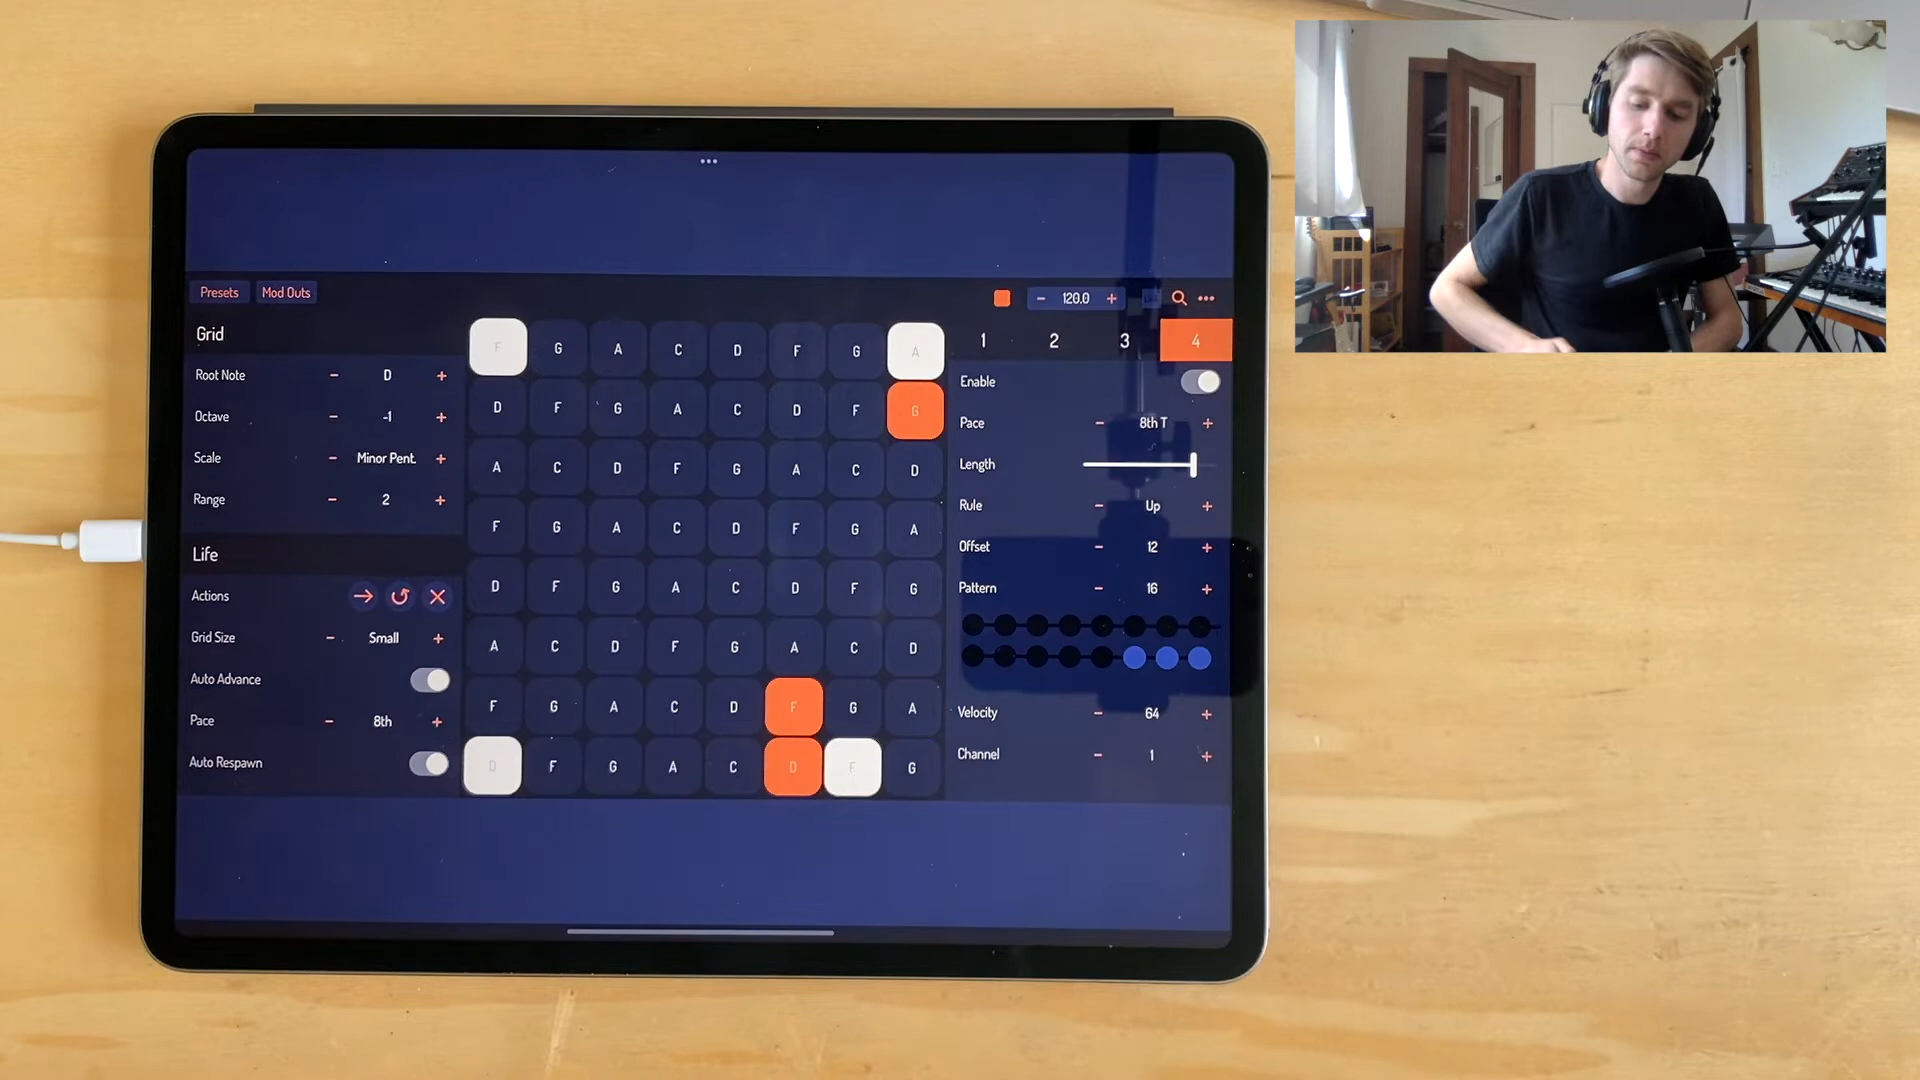 Presets Mod Outs - 120.0 +
Grid
Root Note - D +
Octave - -1 +
Scale - Minor Pent. +
Range - 2 +
Life
Actions
Grid Size - Small +
Auto Advance
Pace - 8th +
Auto Respawn
F G A C D F G A
D F G A C D F G
A C D F G A C D
F G A C D F G A
D F G A C D F G
A C D F G A C D
F G A C D F G A
D F G A C D F G
1 2 3 4
Enable
Pace - 8th T +
Length
Rule - Up +
Offset - 12 +
Pattern - 16 +
Velocity - 64 +
Channel - 1 +